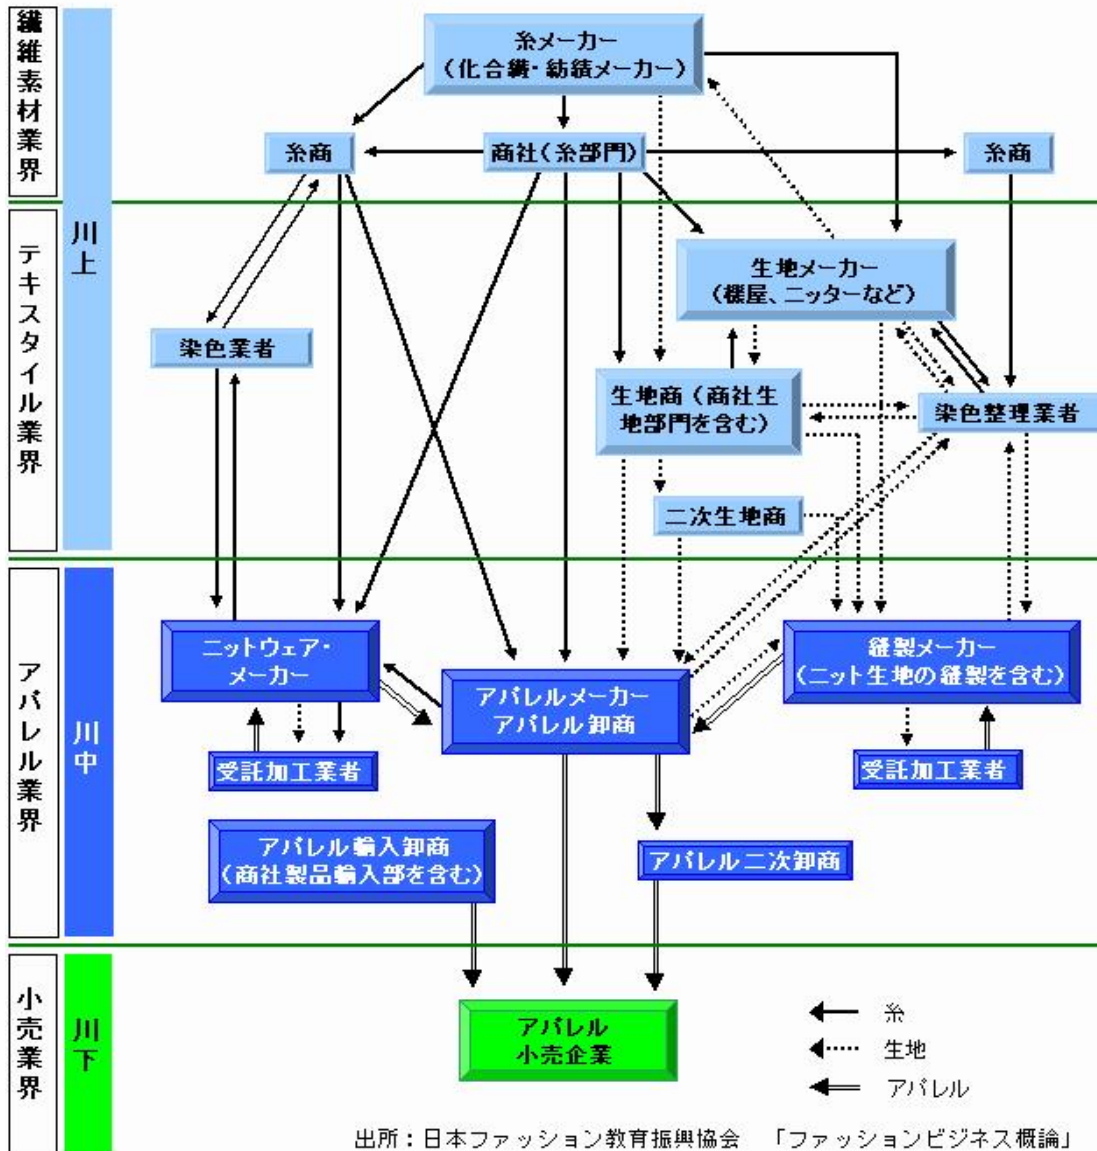 繊維素材業界
川上
糸メーカー
（化合繊・紡績メーカー）
糸商
商社（糸部門）
糸商
テキスタイル業界
生地メーカー
（機屋、ニッターなど）
染色業者
生地商（商社生
地部門を含む）
染色整理業者
二次生地商
アパレル業界
川中
ニットウェア・
メーカー
アパレルメーカー
アパレル卸商
縫製メーカー
（ニット生地の縫製を含む）
受託加工業者
受託加工業者
アパレル輸入卸商
（商社製品輸入部を含む）
アパレル二次卸商
小売業界
川下
アパレル
小売企業
糸
生地
アパレル
出所：日本ファッション教育振興協会　「ファッションビジネス概論」